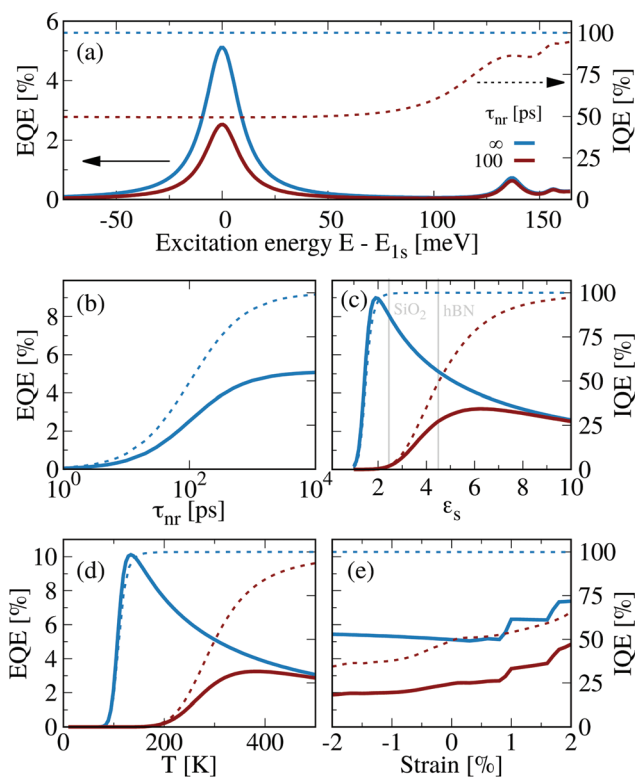 (a)
EQE [%]
6
4
2
0
100
75
50
25
0
IQE [%]
τnr [ps]
∞
100
-50
0
50
100
150
Excitation energy E - E1s [meV]
(b)
EQE [%]
8
6
4
2
0
10^0
10^2
10^4
τnr [ps]
(c)
SiO2
hBN
100
75
50
25
0
IQE [%]
2
4
6
8
10
εs
(d)
EQE [%]
10
8
6
4
2
0
0
200
400
T [K]
(e)
100
75
50
25
0
IQE [%]
-2
-1
0
1
2
Strain [%]